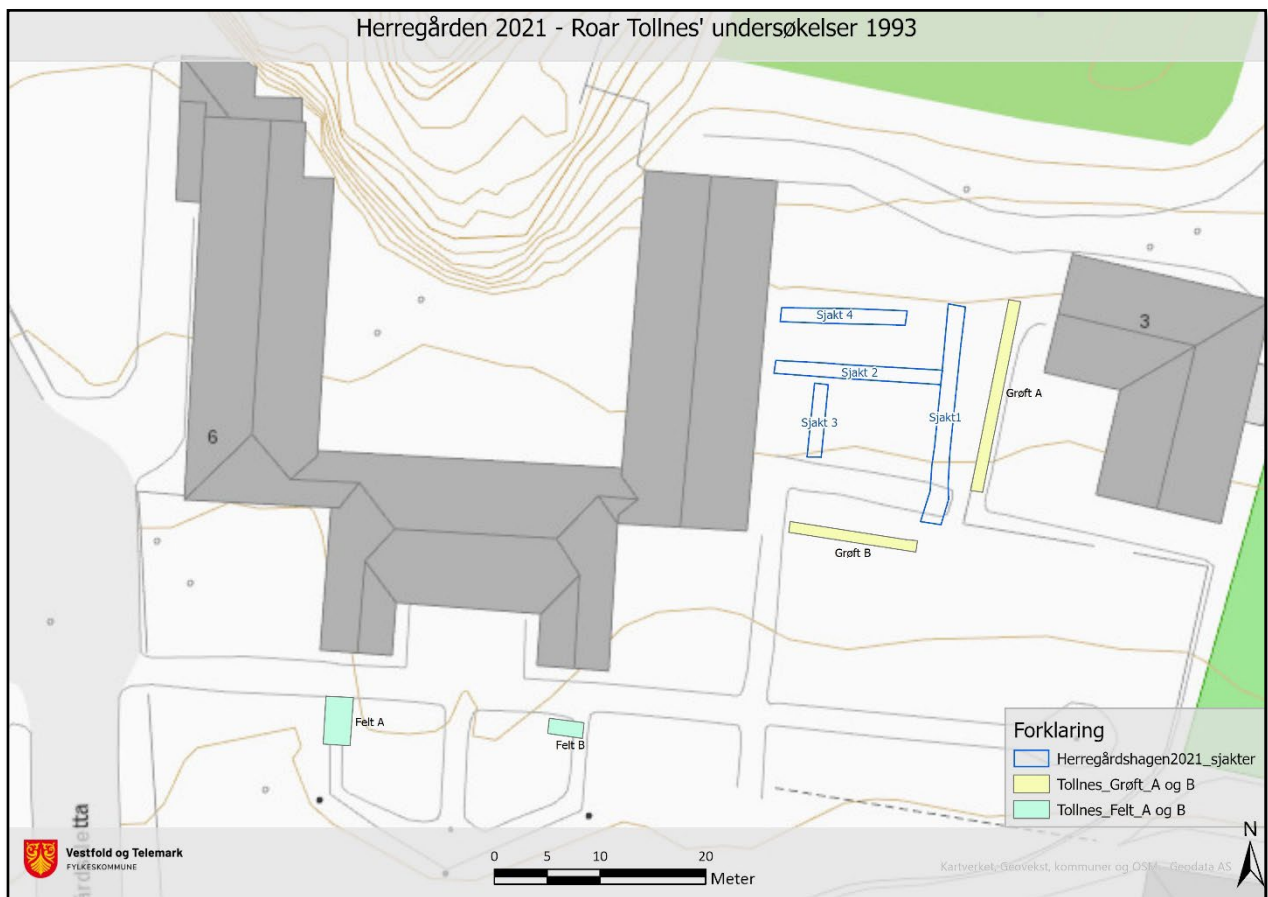 Herregården 2021 - Roar Tollnes' undersøkelser 1993
3
Sjakt 4
Sjakt 2
Grøft A
Sjakt 3
Sjakt1
6
Grøft B
Felt A
Felt B
Forklaring
Herregårdshagen2021_sjakter
Tollnes_Grøft_A og B
Tollnes_Felt_A og B
Vestfold og Telemark
FYLKESKOMMUNE
0 5 10 20
Meter
Kartverket, Geovekst, kommuner og OSM - Geodata AS
N